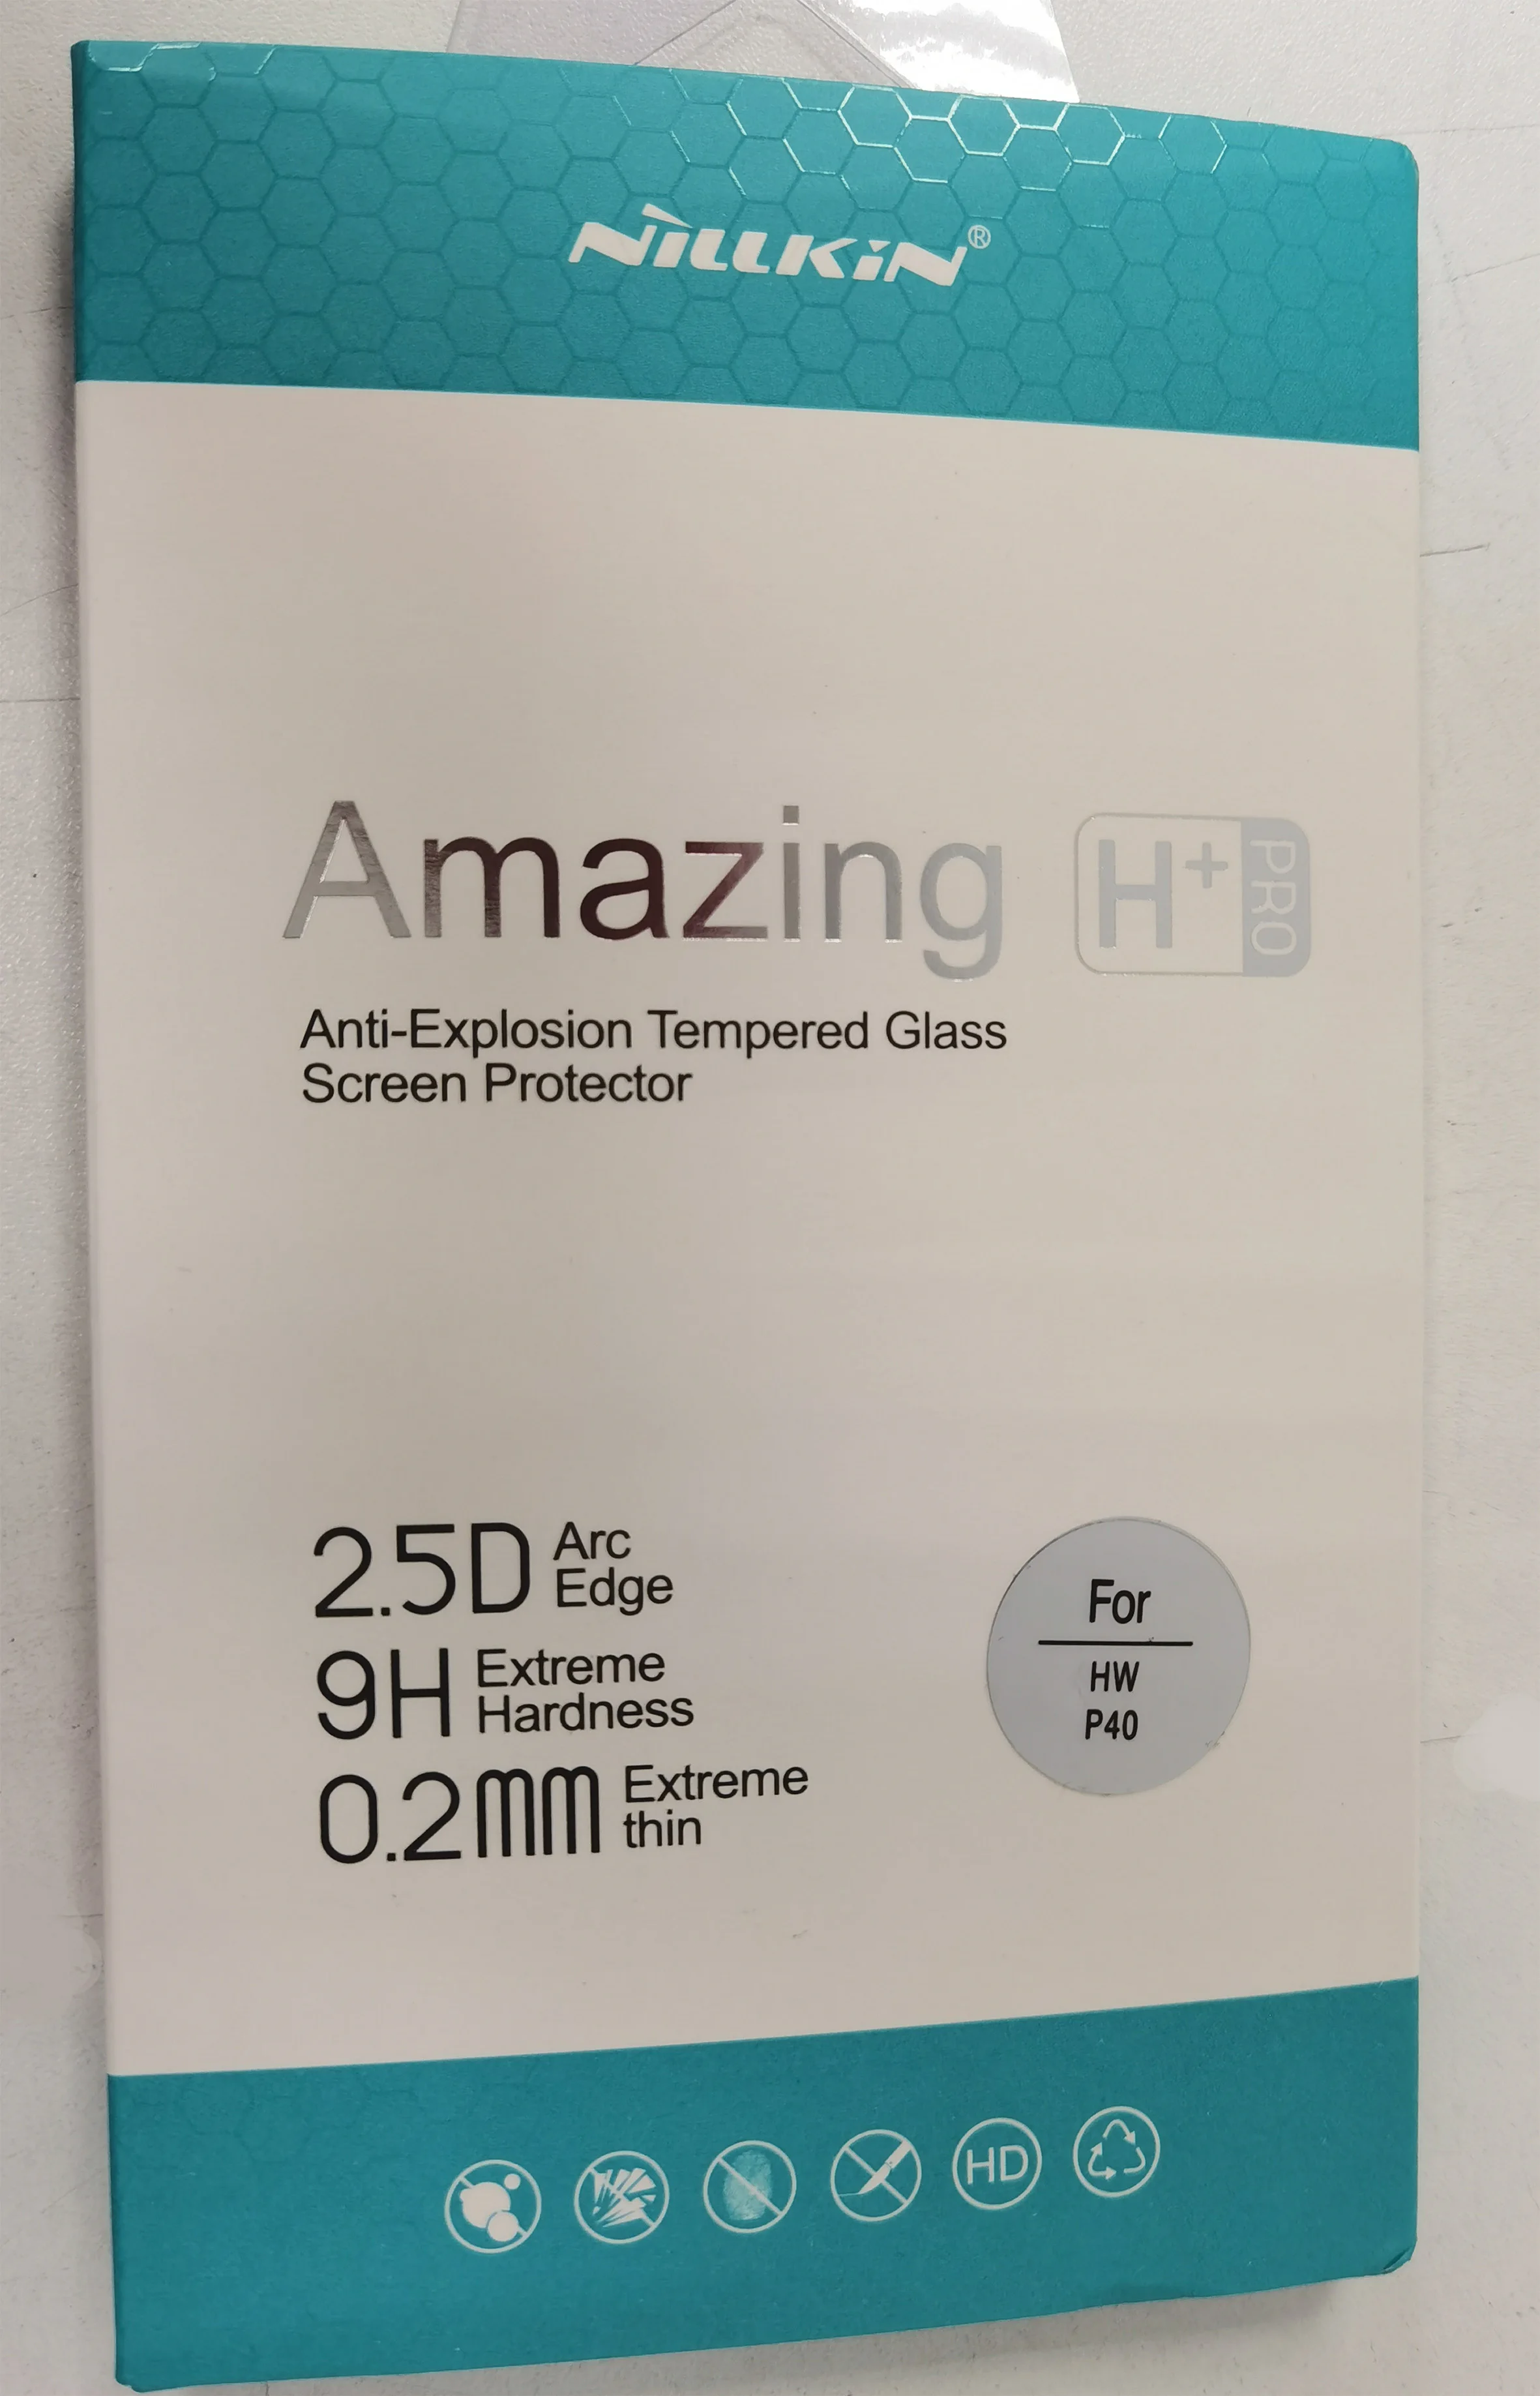 NiLLKiN®
Amazing H+ PRO
Anti-Explosion Tempered Glass
Screen Protector
2.5D Arc
Edge
9H Extreme
Hardness
0.2mm Extreme
thin
For
HW
P40
HD